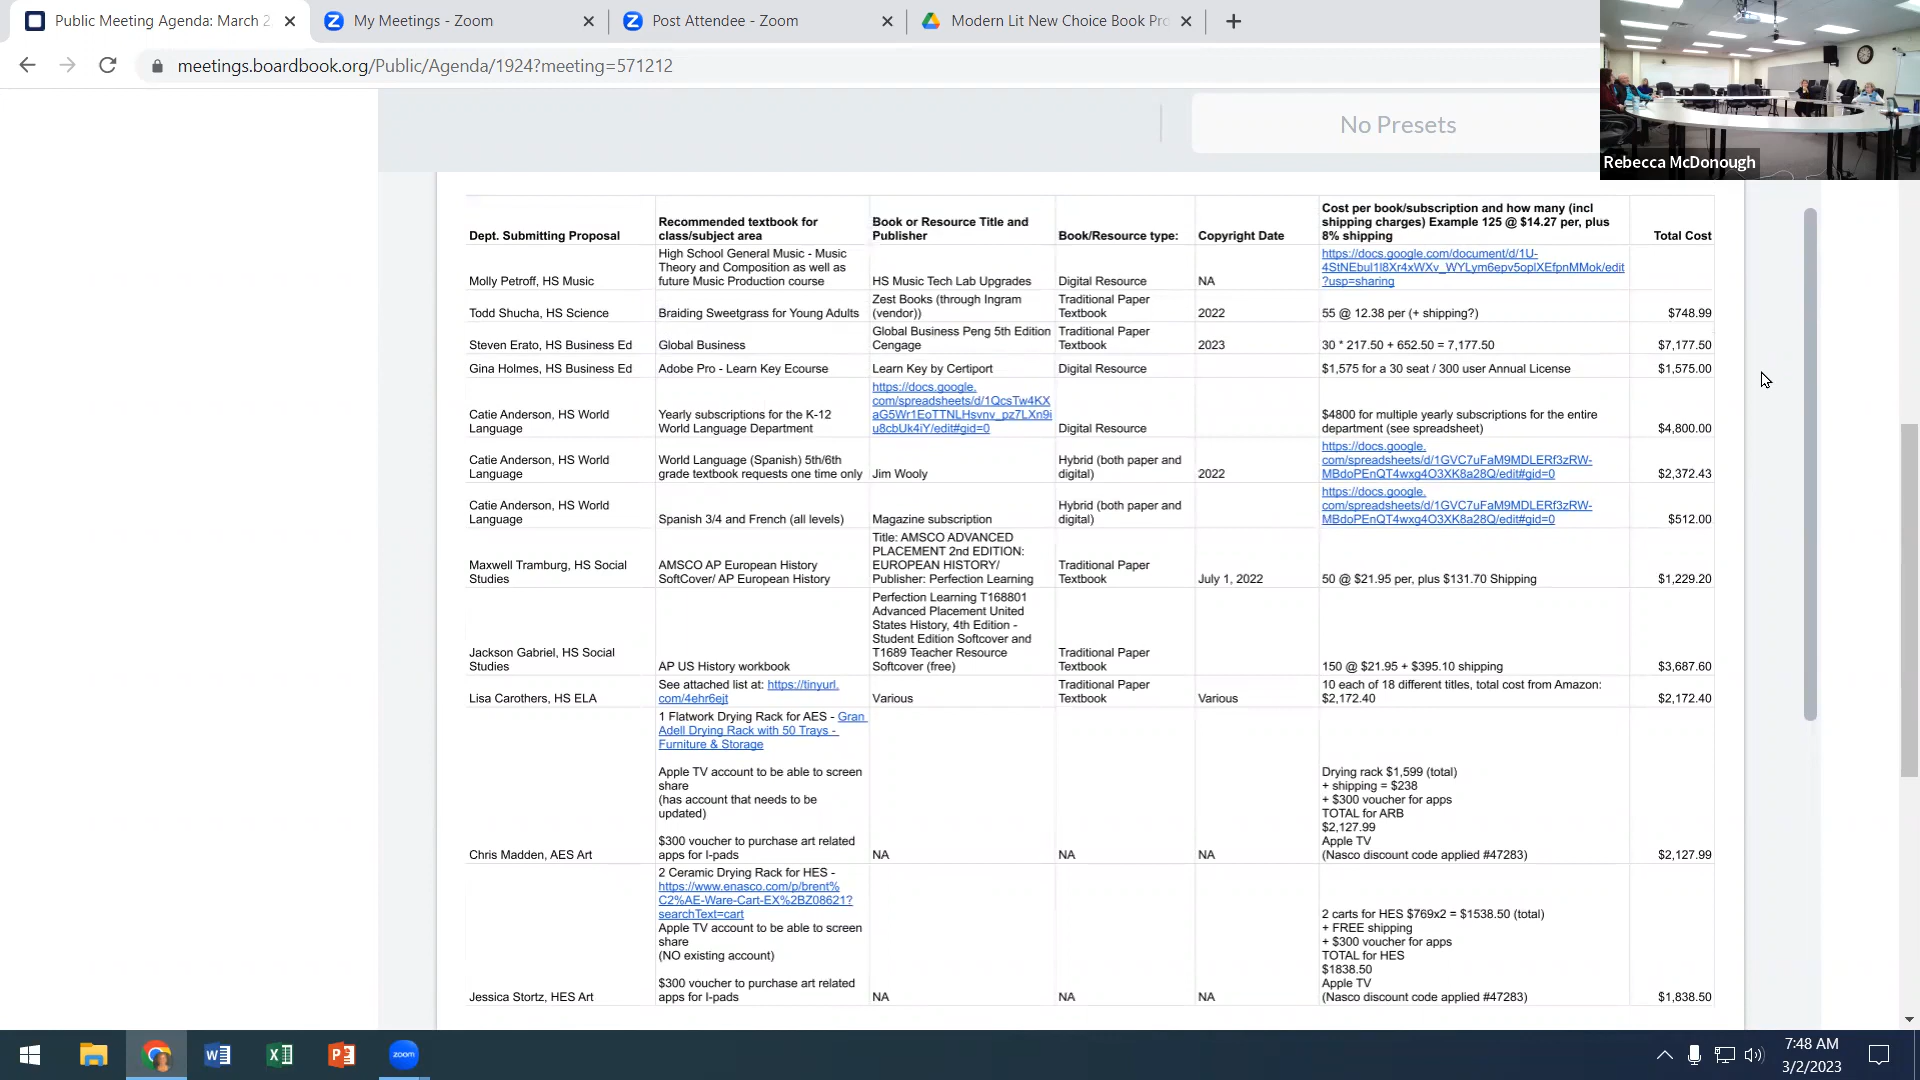 Public Meeting Agenda: March 2
My Meetings - Zoom
Post Attendee - Zoom
Modern Lit New Choice Book Pro
meetings.boardbook.org/Public/Agenda/1924?meeting=571212
No Presets
Rebecca McDonough
Dept. Submitting Proposal
Recommended textbook for
class/subject area
Book or Resource Title and
Publisher
Book/Resource type:
Copyright Date
Cost per book/subscription and how many (incl
shipping charges) Example 125 @ $14.27 per, plus
8% shipping
Total Cost
Molly Petroff, HS Music
High School General Music - Music
Theory and Composition as well as
future Music Production course
HS Music Tech Lab Upgrades
Digital Resource
NA
https://docs.google.com/document/d/1U-
4StNEbul1l8Xr4xWXv_WYLym6epv5oplXEfpnMMok/edit
?usp=sharing
Todd Shucha, HS Science
Braiding Sweetgrass for Young Adults
Zest Books (through Ingram
(vendor))
Traditional Paper
Textbook
2022
55 @ 12.38 per (+ shipping?)
$748.99
Steven Erato, HS Business Ed
Global Business
Global Business Peng 5th Edition
Cengage
Traditional Paper
Textbook
2023
30 * 217.50 + 652.50 = 7,177.50
$7,177.50
Gina Holmes, HS Business Ed
Adobe Pro - Learn Key Ecourse
Learn Key by Certiport
Digital Resource
$1,575 for a 30 seat / 300 user Annual License
$1,575.00
Catie Anderson, HS World
Language
Yearly subscriptions for the K-12
World Language Department
https://docs.google.
com/spreadsheets/d/1QcsTw4KX
aG5Wr1EoTTNLHsvnv_pz7LXn9i
u8cbUk4iY/edit#gid=0
Digital Resource
$4800 for multiple yearly subscriptions for the entire
department (see spreadsheet)
$4,800.00
Catie Anderson, HS World
Language
World Language (Spanish) 5th/6th
grade textbook requests one time only
Jim Wooly
Hybrid (both paper and
digital)
2022
https://docs.google.
com/spreadsheets/d/1GVC7uFaM9MDLERf3zRW-
MBdoPEnQT4wxg4O3XK8a28Q/edit#gid=0
$2,372.43
Catie Anderson, HS World
Language
Spanish 3/4 and French (all levels)
Magazine subscription
Hybrid (both paper and
digital)
https://docs.google.
com/spreadsheets/d/1GVC7uFaM9MDLERf3zRW-
MBdoPEnQT4wxg4O3XK8a28Q/edit#gid=0
$512.00
Maxwell Tramburg, HS Social
Studies
AMSCO AP European History
SoftCover/ AP European History
Title: AMSCO ADVANCED
PLACEMENT 2nd EDITION:
EUROPEAN HISTORY/
Publisher: Perfection Learning
Traditional Paper
Textbook
July 1, 2022
50 @ $21.95 per, plus $131.70 Shipping
$1,229.20
Jackson Gabriel, HS Social
Studies
AP US History workbook
Perfection Learning T168801
Advanced Placement United
States History, 4th Edition -
Student Edition Softcover and
T1689 Teacher Resource
Softcover (free)
Traditional Paper
Textbook
150 @ $21.95 + $395.10 shipping
$3,687.60
Lisa Carothers, HS ELA
See attached list at: https://tinyurl.
com/4ehr6ejt
Various
Traditional Paper
Textbook
Various
10 each of 18 different titles, total cost from Amazon:
$2,172.40
$2,172.40
Chris Madden, AES Art
1 Flatwork Drying Rack for AES - Gran
Adell Drying Rack with 50 Trays -
Furniture & Storage
Apple TV account to be able to screen
share
(has account that needs to be
updated)
$300 voucher to purchase art related
apps for I-pads
NA
NA
NA
Drying rack $1,599 (total)
+ shipping = $238
+ $300 voucher for apps
TOTAL for ARB
$2,127.99
Apple TV
(Nasco discount code applied #47283)
$2,127.99
Jessica Stortz, HES Art
2 Ceramic Drying Rack for HES -
https://www.enasco.com/p/brent%
C2%AE-Ware-Cart-EX%2BZ08621?
searchText=cart
Apple TV account to be able to screen
share
(NO existing account)
$300 voucher to purchase art related
apps for I-pads
NA
NA
NA
2 carts for HES $769x2 = $1538.50 (total)
+ FREE shipping
+ $300 voucher for apps
TOTAL for HES
$1838.50
Apple TV
(Nasco discount code applied #47283)
$1,838.50
zoom
7:48 AM
3/2/2023